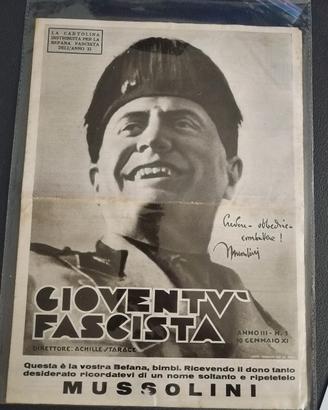 LA CARTOLINA
DISTRIBUITA PER LA
BEFANA FASCISTA
DELL'ANNO XI
Credere - obbedire -
combattere!
Mussolini
GIOVENTV'
FASCISTA
ANNO III - N. 1
10 GENNAIO XI
DIRETTORE: ACHILLE STARACE
Questa è la vostra Befana, bimbi. Ricevendo il dono tanto
desiderato ricordatevi di un nome soltanto e ripetetelo
MUSSOLINI